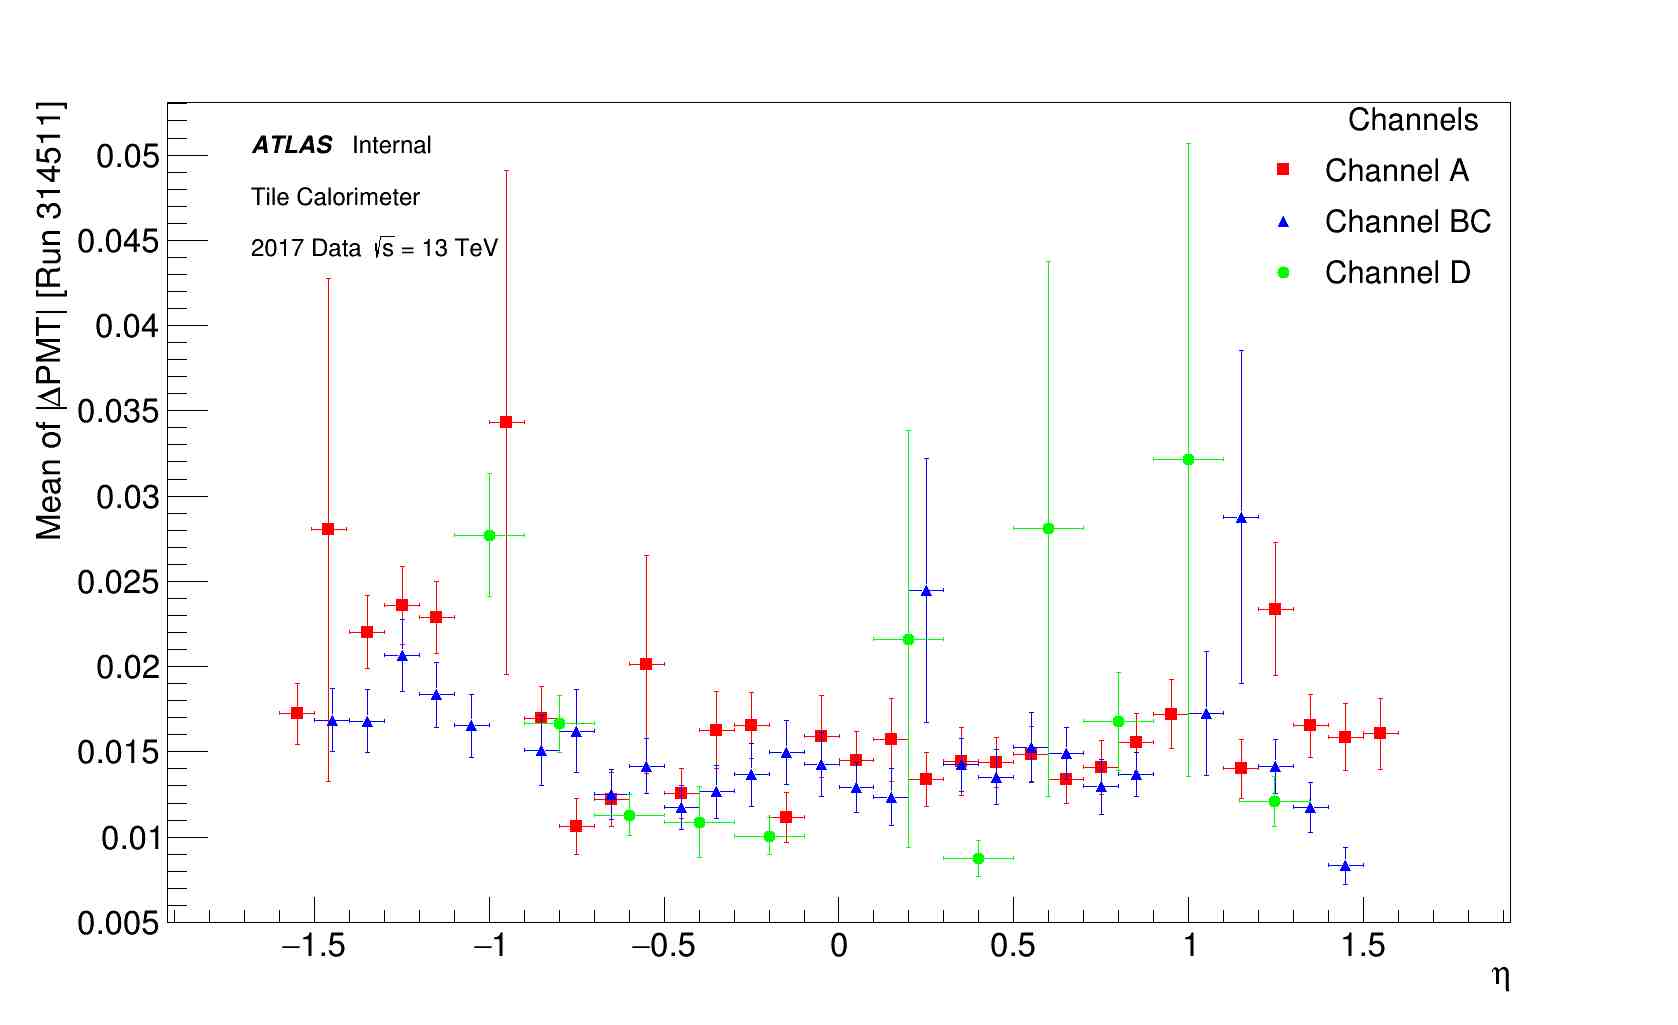 Mean of |ΔPMT| [Run 314511]
ATLAS Internal
Tile Calorimeter
2017 Data √s = 13 TeV
Channels
Channel A
Channel BC
Channel D
0.05
0.045
0.04
0.035
0.03
0.025
0.02
0.015
0.01
0.005
−1.5 −1 −0.5 0 0.5 1 1.5
η